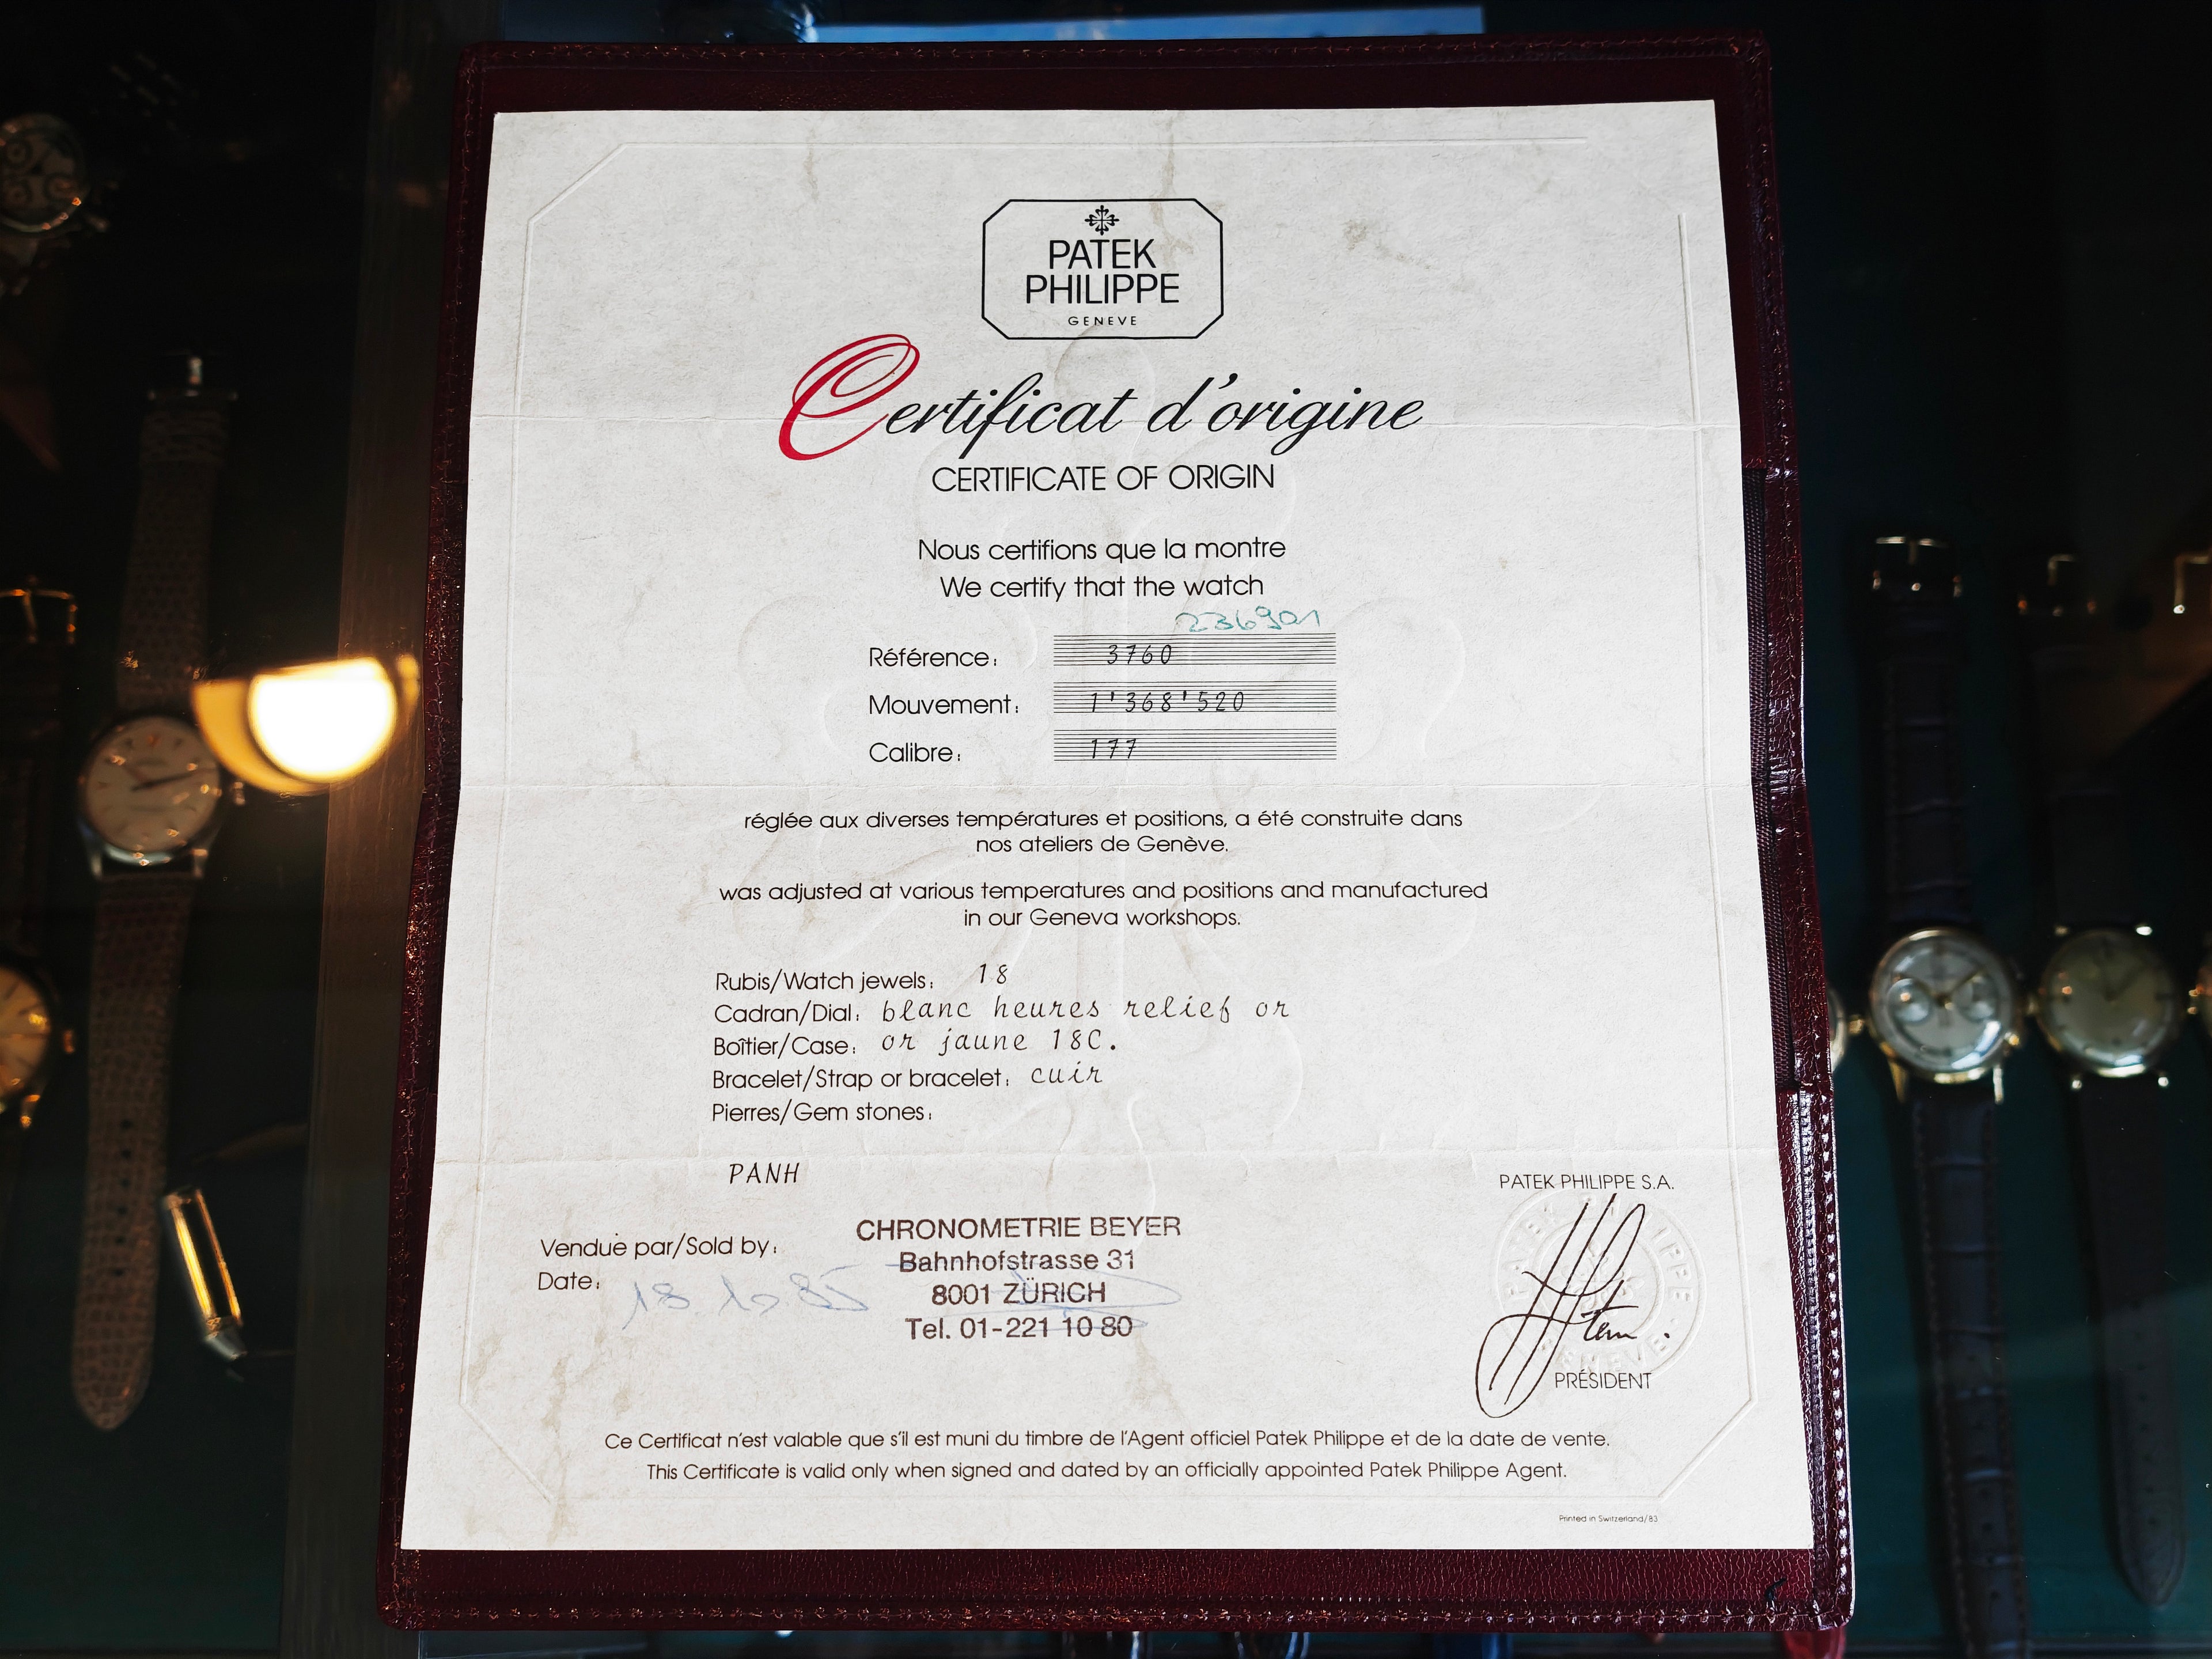 PATEK
PHILIPPE
GENEVE
Certificat d'origine
CERTIFICATE OF ORIGIN
Nous certifions que la montre
We certify that the watch
236901
Référence: 3760
Mouvement: 1'368'520
Calibre: 177
réglée aux diverses températures et positions, a été construite dans
nos ateliers de Genève.
was adjusted at various temperatures and positions and manufactured
in our Geneva workshops.
Rubis/Watch jewels: 18
Cadran/Dial: blanc heures relief or
Boîtier/Case: or jaune 18C.
Bracelet/Strap or bracelet: cuir
Pierres/Gem stones:
PANH
Vendue par/Sold by: CHRONOMETRIE BEYER
Bahnhofstrasse 31
8001 ZÜRICH
Tel. 01-221 10 80
Date: 18.12.85
PATEK PHILIPPE S.A.
PRÉSIDENT
Ce Certificat n'est valable que s'il est muni du timbre de l'Agent officiel Patek Philippe et de la date de vente.
This Certificate is valid only when signed and dated by an officially appointed Patek Philippe Agent.
Printed in Switzerland/83